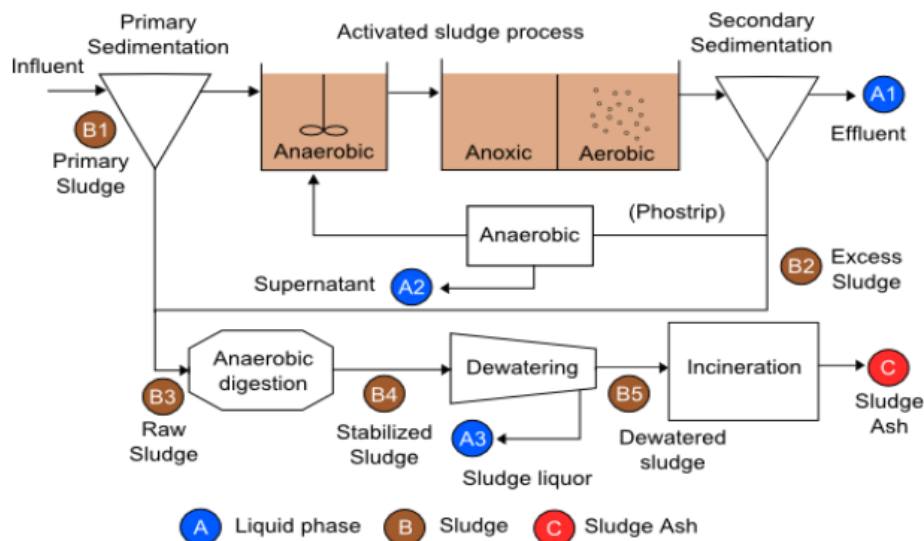 Primary
Sedimentation
Activated sludge process
Secondary
Sedimentation
Influent
B1
Primary
Sludge
Anaerobic
Anoxic
Aerobic
A1
Effluent
(Phostrip)
Anaerobic
B2
Excess
Sludge
Supernatant
A2
Anaerobic
digestion
Dewatering
Incineration
B3
Raw
Sludge
B4
Stabilized
Sludge
A3
Sludge liquor
B5
Dewatered
sludge
C
Sludge
Ash
A Liquid phase
B Sludge
C Sludge Ash